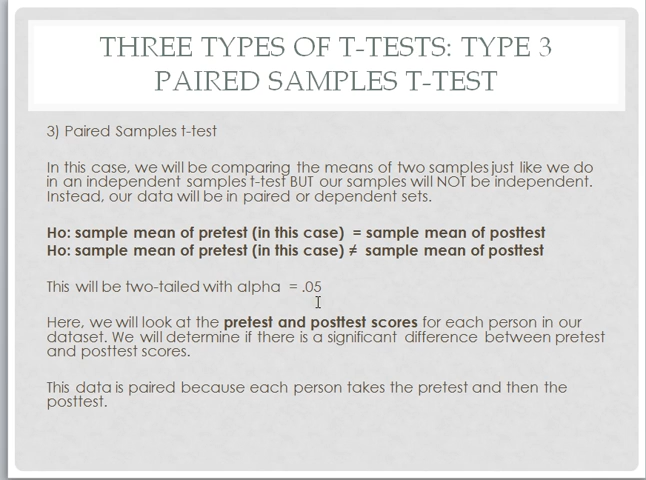 THREE TYPES OF T-TESTS: TYPE 3
PAIRED SAMPLES T-TEST
3) Paired Samples t-test
In this case, we will be comparing the means of two samples just like we do
in an independent samples t-test BUT our samples will NOT be independent.
Instead, our data will be in paired or dependent sets.
Ho: sample mean of pretest (in this case) = sample mean of posttest
Ho: sample mean of pretest (in this case) ≠ sample mean of posttest
This will be two-tailed with alpha = .05
Here, we will look at the pretest and posttest scores for each person in our
dataset. We will determine if there is a significant difference between pretest
and posttest scores.
This data is paired because each person takes the pretest and then the
posttest.